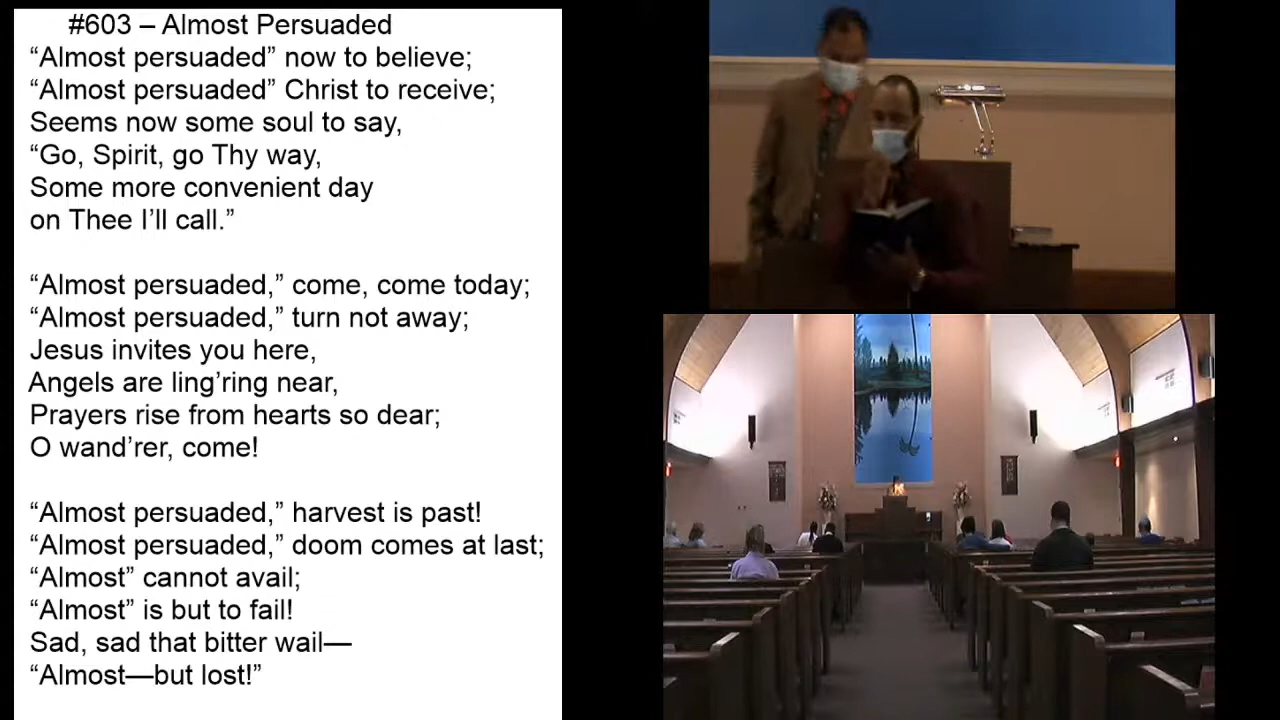 #603 – Almost Persuaded
“Almost persuaded” now to believe;
“Almost persuaded” Christ to receive;
Seems now some soul to say,
“Go, Spirit, go Thy way,
Some more convenient day
on Thee I’ll call.”
“Almost persuaded,” come, come today;
“Almost persuaded,” turn not away;
Jesus invites you here,
Angels are ling’ring near,
Prayers rise from hearts so dear;
O wand’rer, come!
“Almost persuaded,” harvest is past!
“Almost persuaded,” doom comes at last;
“Almost” cannot avail;
“Almost” is but to fail!
Sad, sad that bitter wail—
“Almost—but lost!”